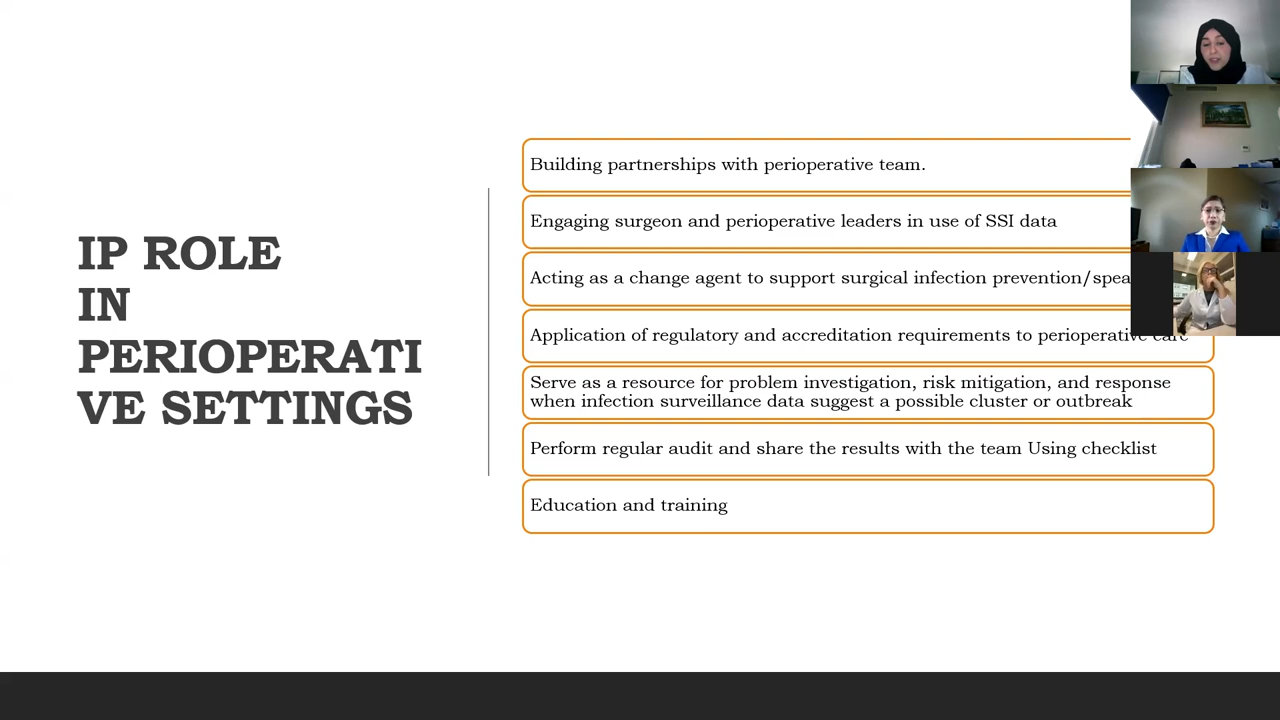 IP ROLE
IN
PERIOPERATI
VE SETTINGS
Building partnerships with perioperative team.
Engaging surgeon and perioperative leaders in use of SSI data
Acting as a change agent to support surgical infection
Application of regulatory and accreditation requirements to perioperative care
Serve as a resource for problem investigation, risk mitigation, and response
when infection surveillance data suggest a possible cluster or outbreak
Perform regular audit and share the results with the team Using checklist
Education and training